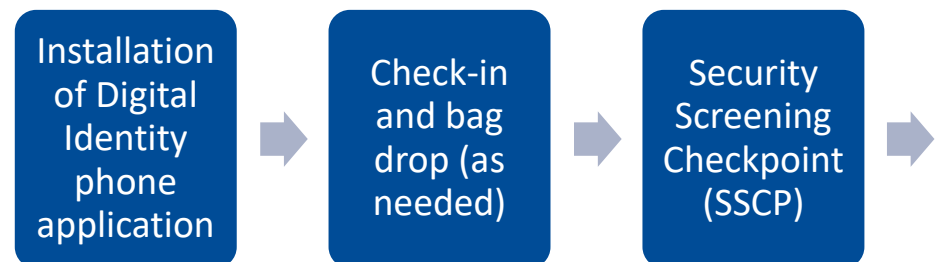 Installation
of Digital
Identity
phone
application
Check-in
and bag
drop (as
needed)
Security
Screening
Checkpoint
(SSCP)